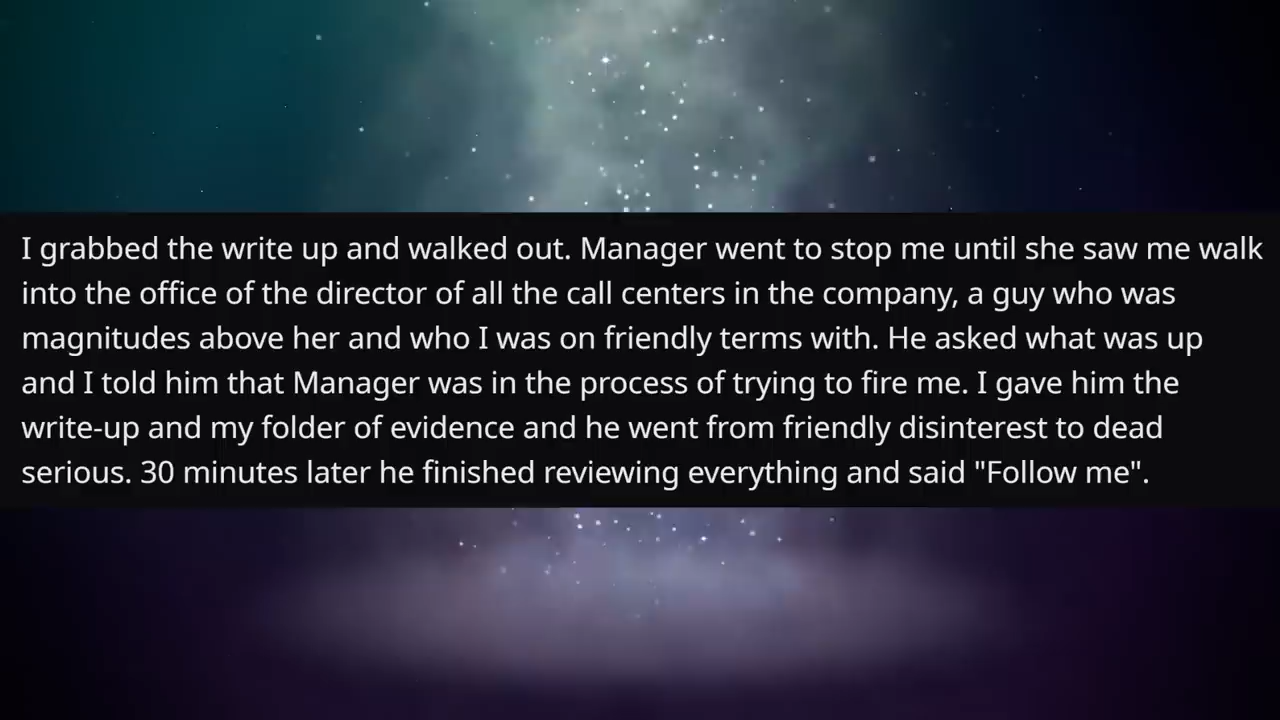 I grabbed the write up and walked out. Manager went to stop me until she saw me walk
into the office of the director of all the call centers in the company, a guy who was
magnitudes above her and who I was on friendly terms with. He asked what was up
and I told him that Manager was in the process of trying to fire me. I gave him the
write-up and my folder of evidence and he went from friendly disinterest to dead
serious. 30 minutes later he finished reviewing everything and said "Follow me".